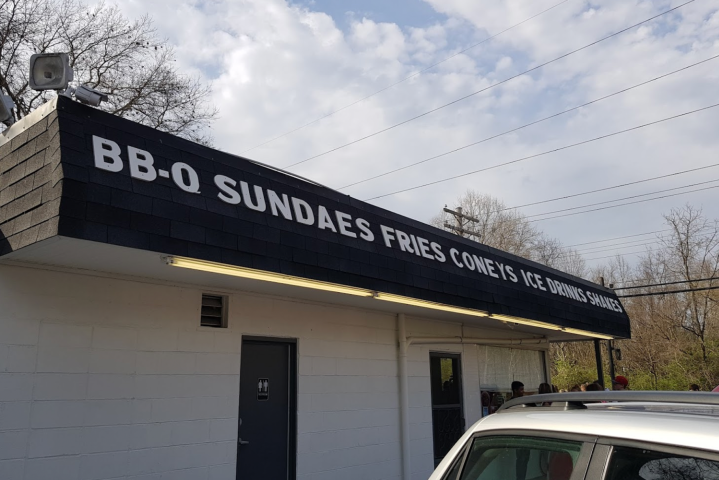 BB-Q SUNDAES FRIES CONEYS ICE DRINKS SHAKES